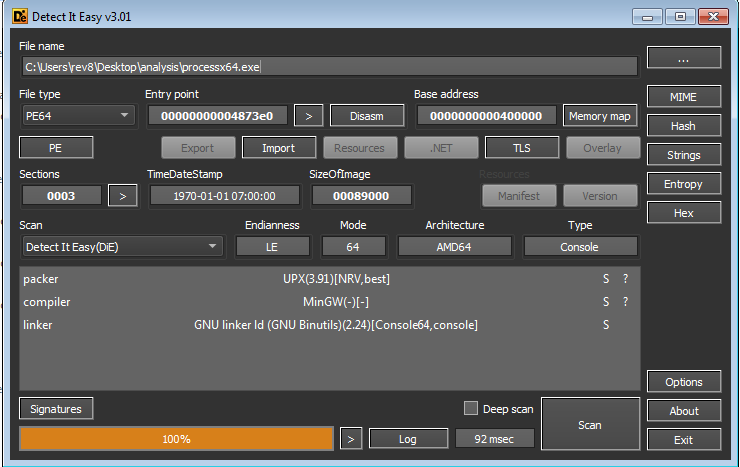 Detect It Easy v3.01
File name
C:\Users\rev8\Desktop\analysis\processx64.exe
...
File type Entry point Base address
PE64 00000000004873e0 > Disasm 0000000000400000 Memory map MIME
PE Export Import Resources .NET TLS Overlay Hash
Sections TimeDateStamp SizeOfImage Resources Strings
0003 > 1970-01-01 07:00:00 00089000 Manifest Version Entropy
Hex
Scan Endianness Mode Architecture Type
Detect It Easy(DiE) LE 64 AMD64 Console
packer UPX(3.91)[NRV,best] S ?
compiler MinGW(-)[-] S ?
linker GNU linker ld (GNU Binutils)(2.24)[Console64,console] S
Options
Signatures Deep scan Scan About
100% > Log 92 msec Exit